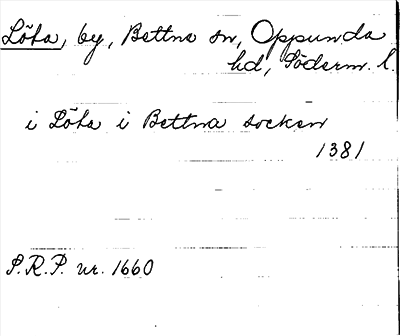 Löta, by, Bettna sn, Oppunda
hd, Söderm. l.
i Löta i Bettna socken
1381
S.R.P. nr. 1660